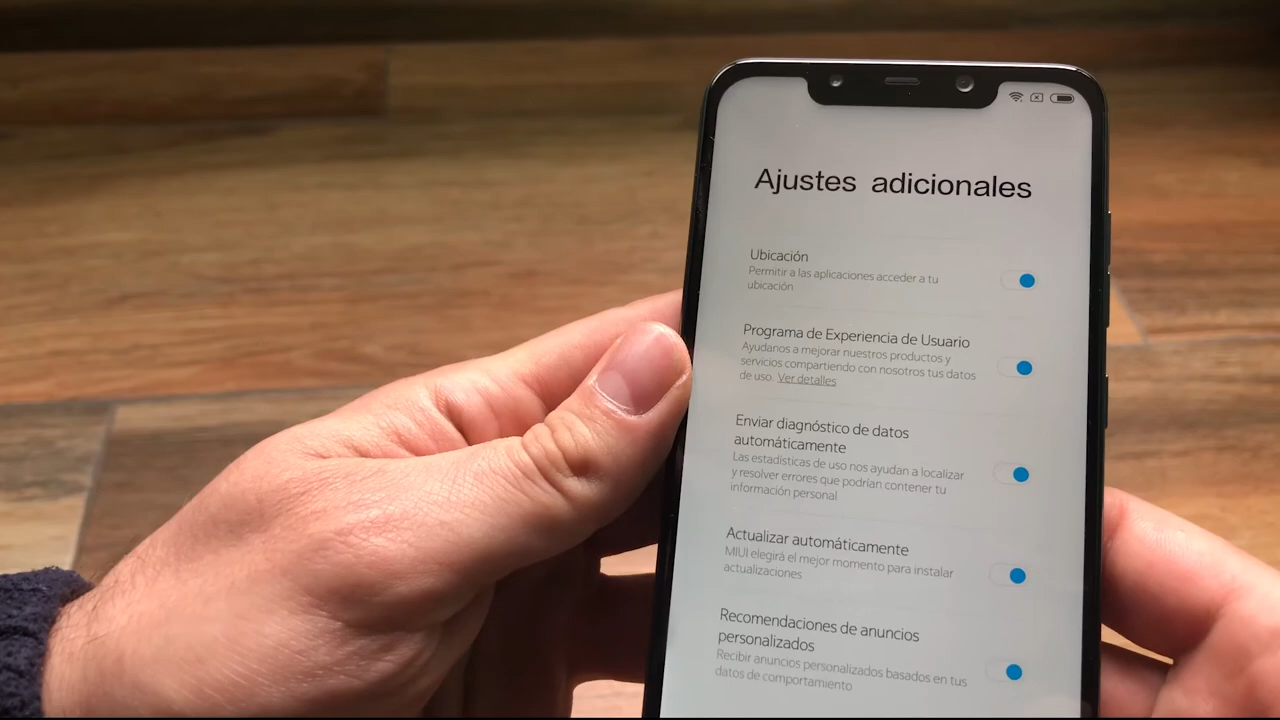 Ajustes adicionales
Ubicación
Permitir a las aplicaciones acceder a tu
ubicación
Programa de Experiencia de Usuario
Ayudanos a mejorar nuestros productos y
servicios compartiendo con nosotros tus datos
de uso. Ver detalles
Enviar diagnóstico de datos
automáticamente
Las estadísticas de uso nos ayudan a localizar
y resolver errores que podrían contener tu
información personal
Actualizar automáticamente
MIUI elegirá el mejor momento para instalar
actualizaciones
Recomendaciones de anuncios
personalizados
Recibir anuncios personalizados basados en tus
datos de comportamiento